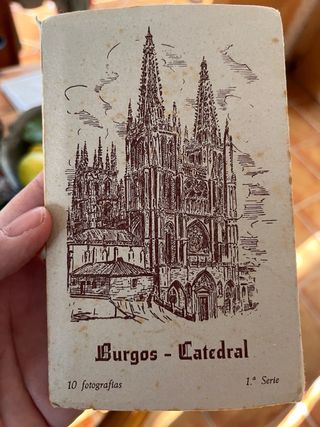 Burgos - Catedral
10 fotografías
1.ª Serie